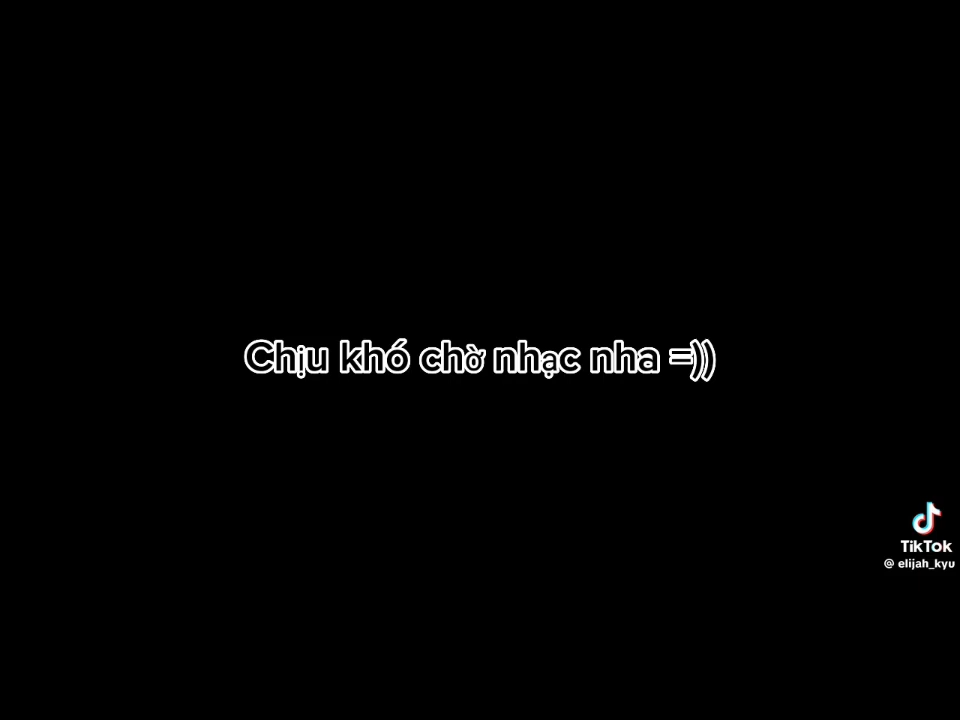 Chịu khó chờ nhạc nha =))
TikTok
@ elijah_kyu